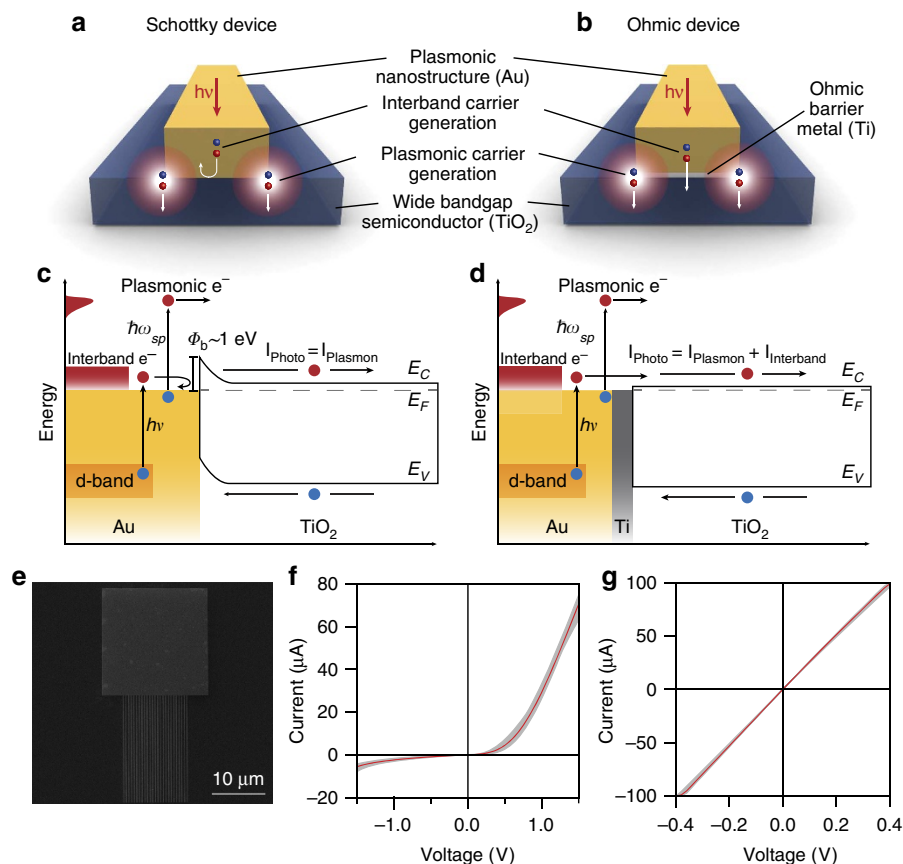 a
Schottky device
b
Ohmic device
hν
Plasmonic
nanostructure (Au)
Interband carrier
generation
Plasmonic carrier
generation
Wide bandgap
semiconductor (TiO2)
hν
Ohmic
barrier
metal (Ti)
c
Plasmonic e−
ℏωsp
Φb~1 eV
Interband e−
IPhoto = IPlasmon
EC
EF
hν
EV
d-band
Au
TiO2
Energy
d
Plasmonic e−
ℏωsp
Interband e−
IPhoto = IPlasmon + IInterband
EC
EF
hν
EV
d-band
Au
Ti
TiO2
Energy
e
10 μm
f
80
60
40
20
0
−20
−1.0
0.0
1.0
Current (μA)
Voltage (V)
g
100
50
0
−50
−100
−0.4
−0.2
0.0
0.2
0.4
Current (μA)
Voltage (V)